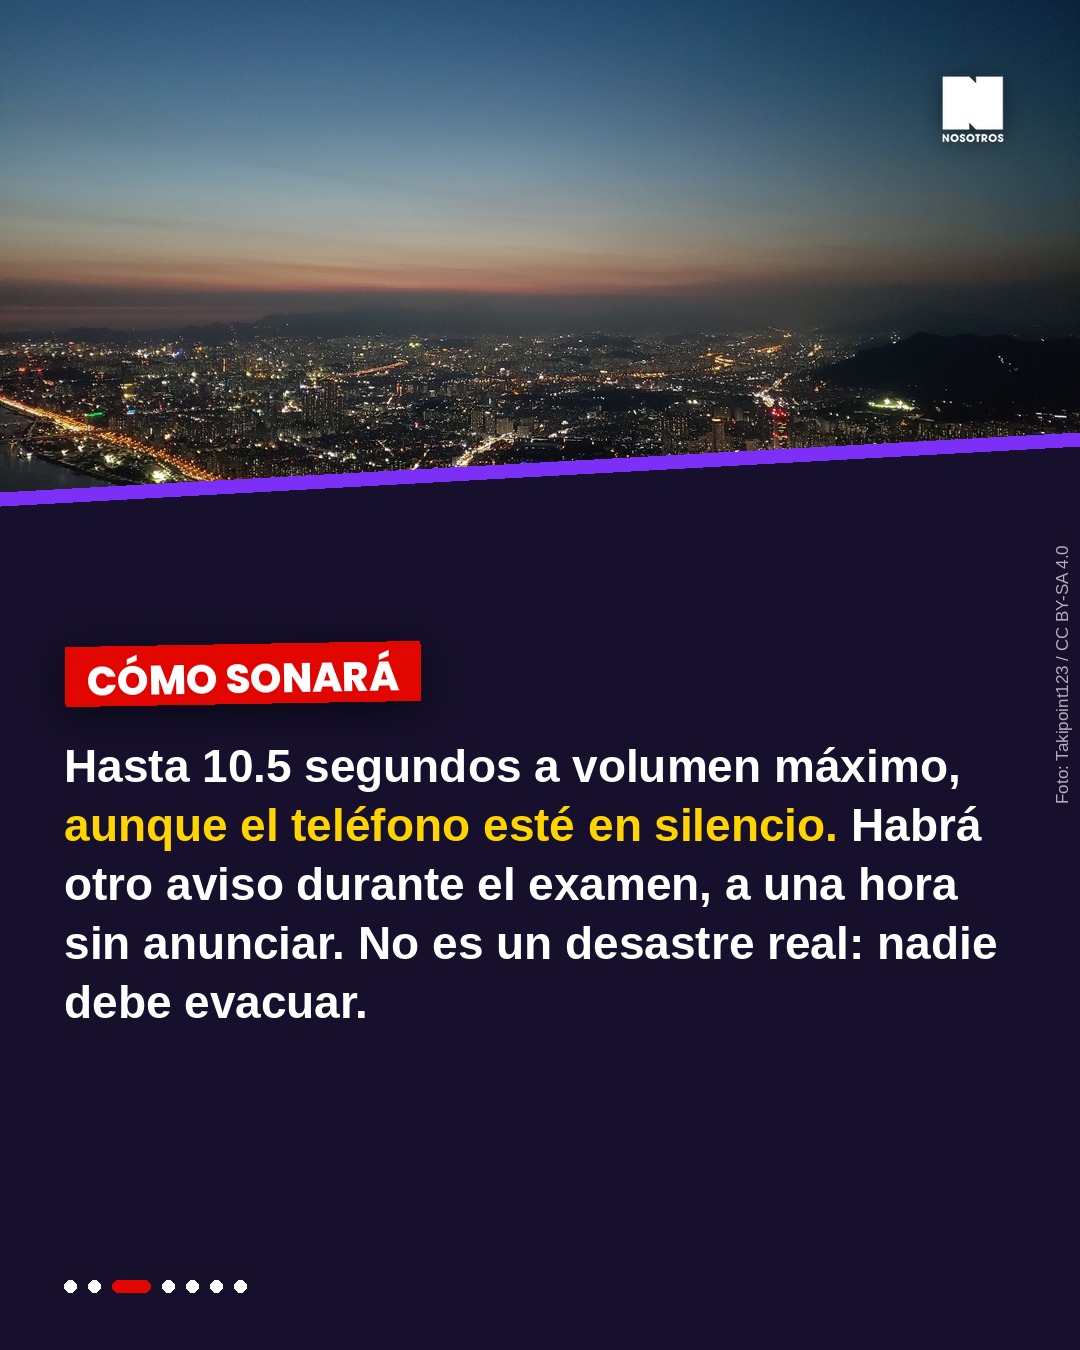 NOSOTROS
CÓMO SONARÁ
Hasta 10.5 segundos a volumen máximo,
aunque el teléfono esté en silencio. Habrá
otro aviso durante el examen, a una hora
sin anunciar. No es un desastre real: nadie
debe evacuar.
Foto: Takipoint123 / CC BY-SA 4.0